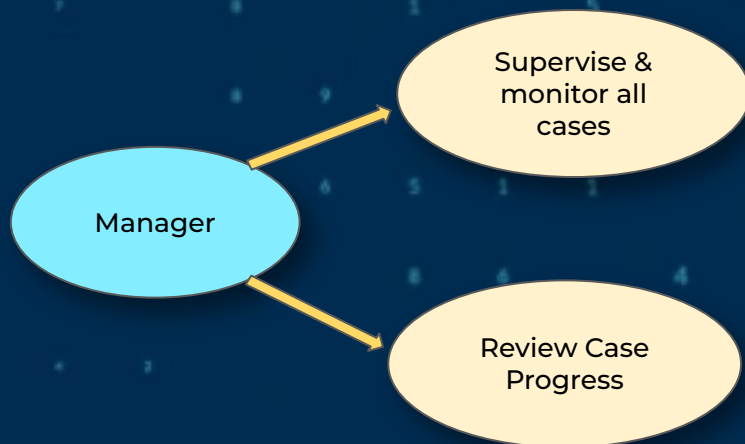 Supervise &
monitor all
cases
Manager
Review Case
Progress